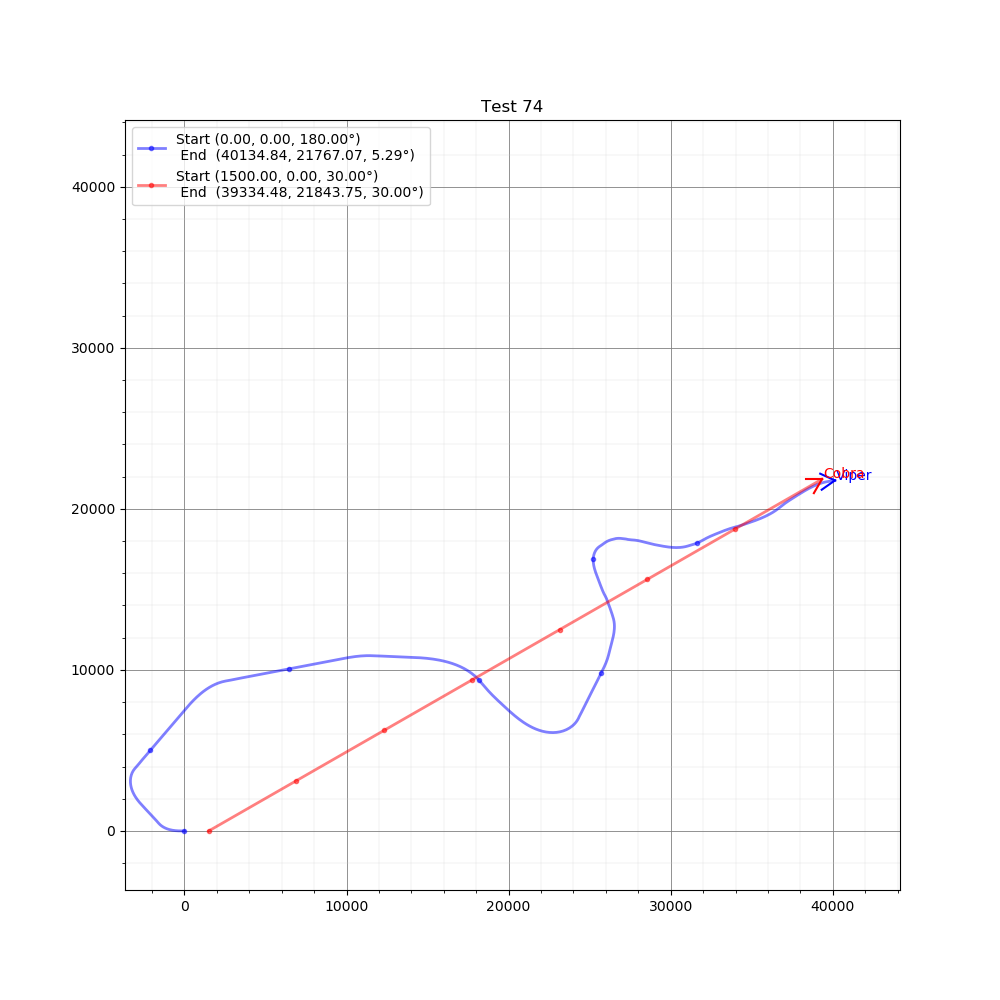 Test 74
Start (0.00, 0.00, 180.00°)
End (40134.84, 21767.07, 5.29°)
Start (1500.00, 0.00, 30.00°)
End (39334.48, 21843.75, 30.00°)
40000
30000
20000
10000
0
Cobra
Viper
0
10000
20000
30000
40000